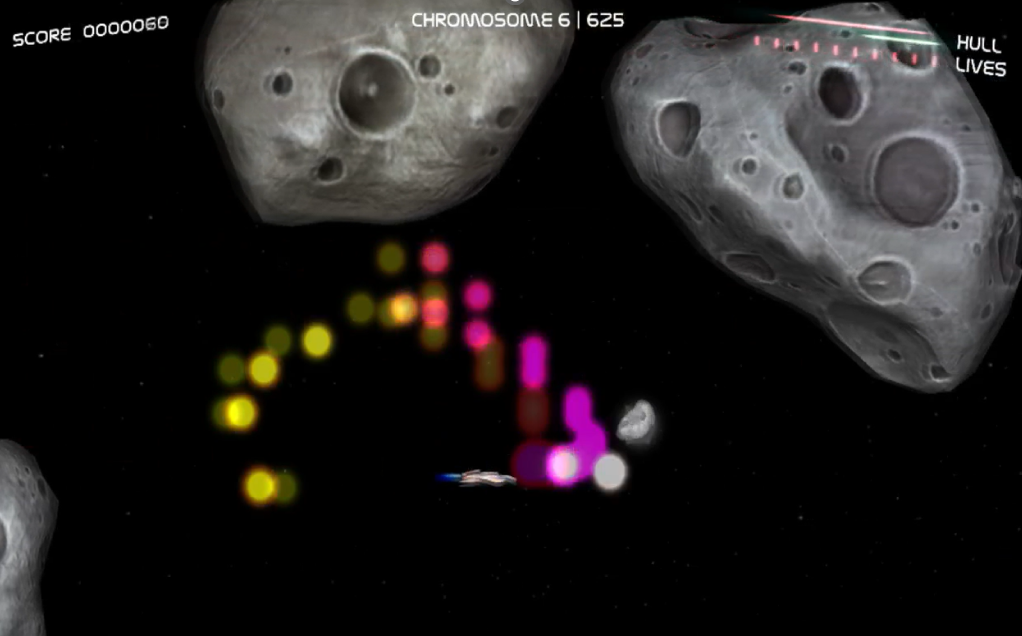 SCORE 0000060
CHROMOSOME 6 | 625
HULL
LIVES